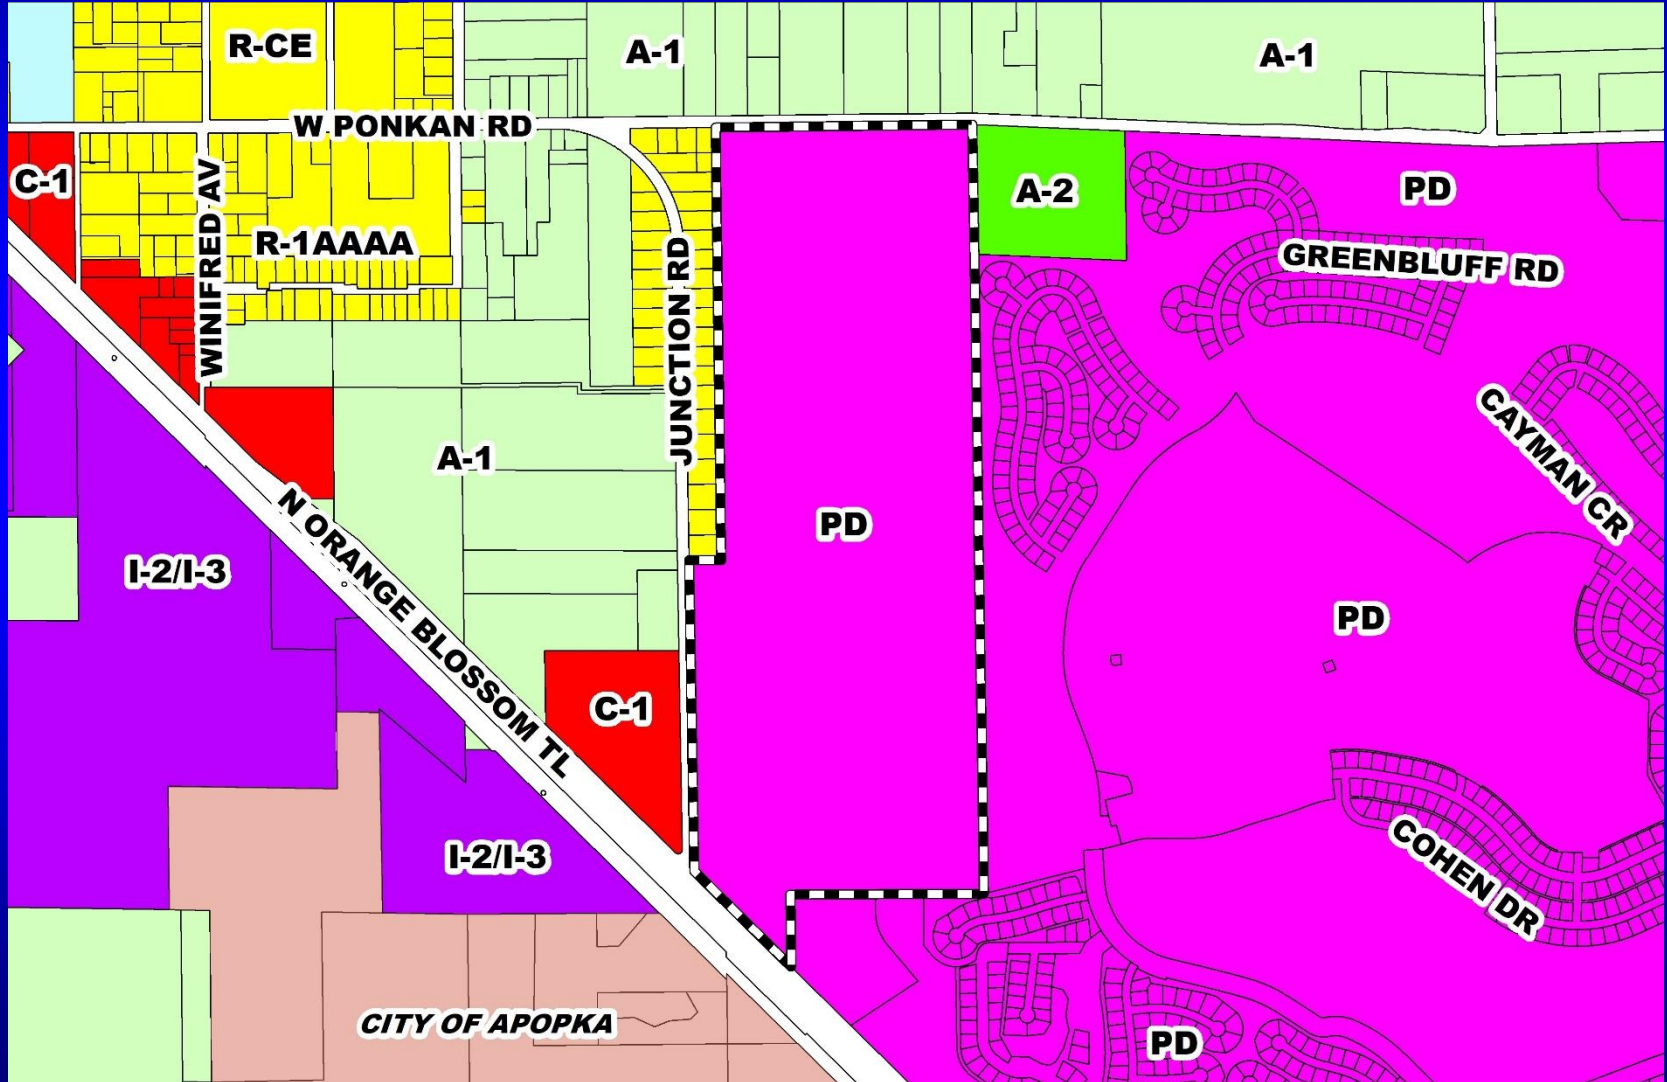 R-CE
A-1
A-1
W PONKAN RD
C-1
WINIFRED AV
R-1AAAA
A-2
PD
GREENBLUFF RD
JUNCTION RD
CAYMAN CR
A-1
PD
N ORANGE BLOSSOM TL
I-2/I-3
PD
C-1
I-2/I-3
COHEN DR
CITY OF APOPKA
PD